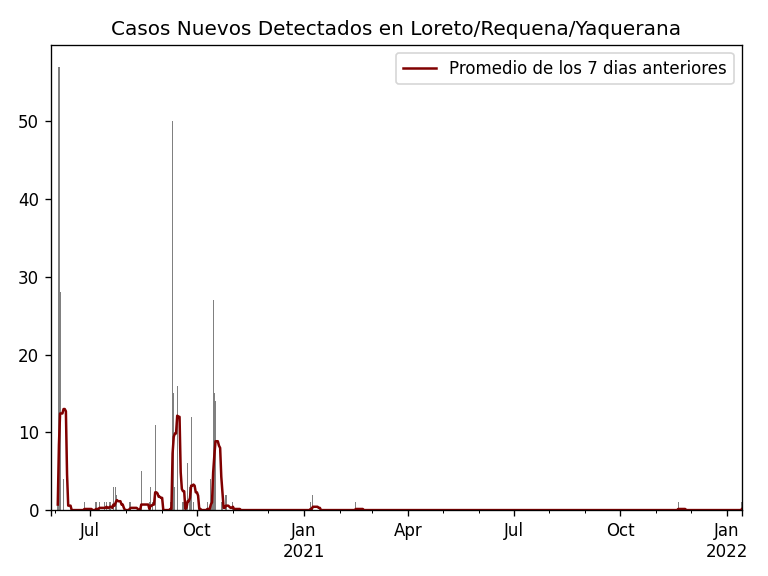 Casos Nuevos Detectados en Loreto/Requena/Yaquerana
Promedio de los 7 dias anteriores
50
40
30
20
10
0
Jul
Oct
Jan
2021
Apr
Jul
Oct
Jan
2022